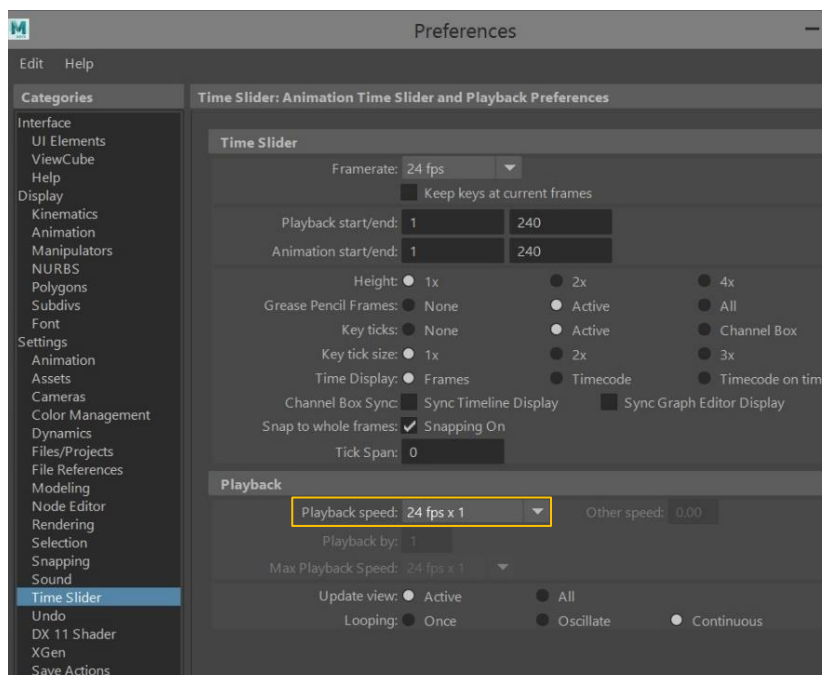 Preferences
Edit Help
Categories
Interface
UI Elements
ViewCube
Help
Display
Kinematics
Animation
Manipulators
NURBS
Polygons
Subdivs
Font
Settings
Animation
Assets
Cameras
Color Management
Dynamics
Files/Projects
File References
Modeling
Node Editor
Rendering
Selection
Snapping
Sound
Time Slider
Undo
DX 11 Shader
XGen
Save Actions
Time Slider: Animation Time Slider and Playback Preferences
Time Slider
Framerate: 24 fps
Keep keys at current frames
Playback start/end: 1 240
Animation start/end: 1 240
Height: 1x 2x 4x
Grease Pencil Frames: None Active All
Key ticks: None Active Channel Box
Key tick size: 1x 2x 3x
Time Display: Frames Timecode Timecode on tim
Channel Box Sync: Sync Timeline Display Sync Graph Editor Display
Snap to whole frames: Snapping On
Tick Span: 0
Playback
Playback speed: 24 fps x 1 Other speed: 0.00
Playback by: 1
Max Playback Speed: 24 fps x 1
Update view: Active All
Looping: Once Oscillate Continuous